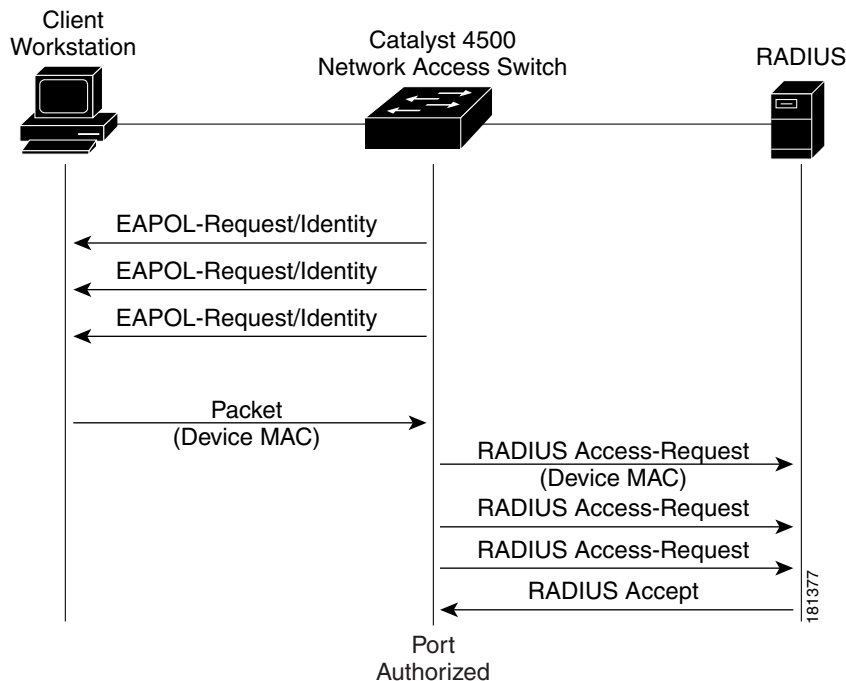 Client
Workstation
Catalyst 4500
Network Access Switch
RADIUS
EAPOL-Request/Identity
EAPOL-Request/Identity
EAPOL-Request/Identity
Packet
(Device MAC)
RADIUS Access-Request
(Device MAC)
RADIUS Access-Request
RADIUS Access-Request
RADIUS Accept
181377
Port
Authorized